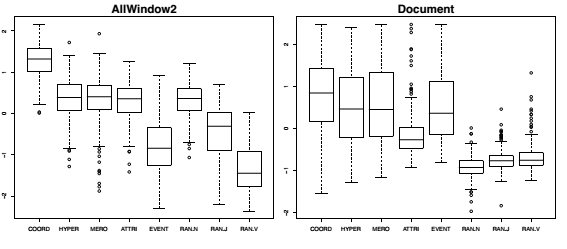 AllWindow2
2
1
0
-1
-2
COORD HYPER MERO ATTRI EVENT RAN.N RAN.J RAN.V
Document
2
1
0
-1
-2
COORD HYPER MERO ATTRI EVENT RAN.N RAN.J RAN.V